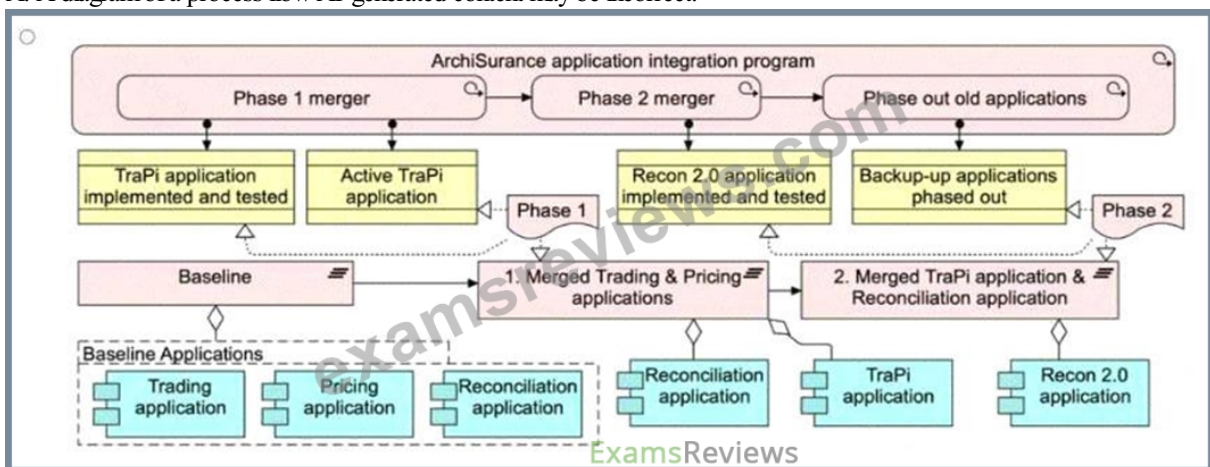 ArchiSurance application integration program
Phase 1 merger
Phase 2 merger
Phase out old applications
TraPi application
implemented and tested
Active TraPi
application
Recon 2.0 application
implemented and tested
Backup-up applications
phased out
Phase 1
Phase 2
Baseline
1. Merged Trading & Pricing
applications
2. Merged TraPi application &
Reconciliation application
Baseline Applications
Trading
application
Pricing
application
Reconciliation
application
Reconciliation
application
TraPi
application
Recon 2.0
application
examsreviews.com
ExamsReviews